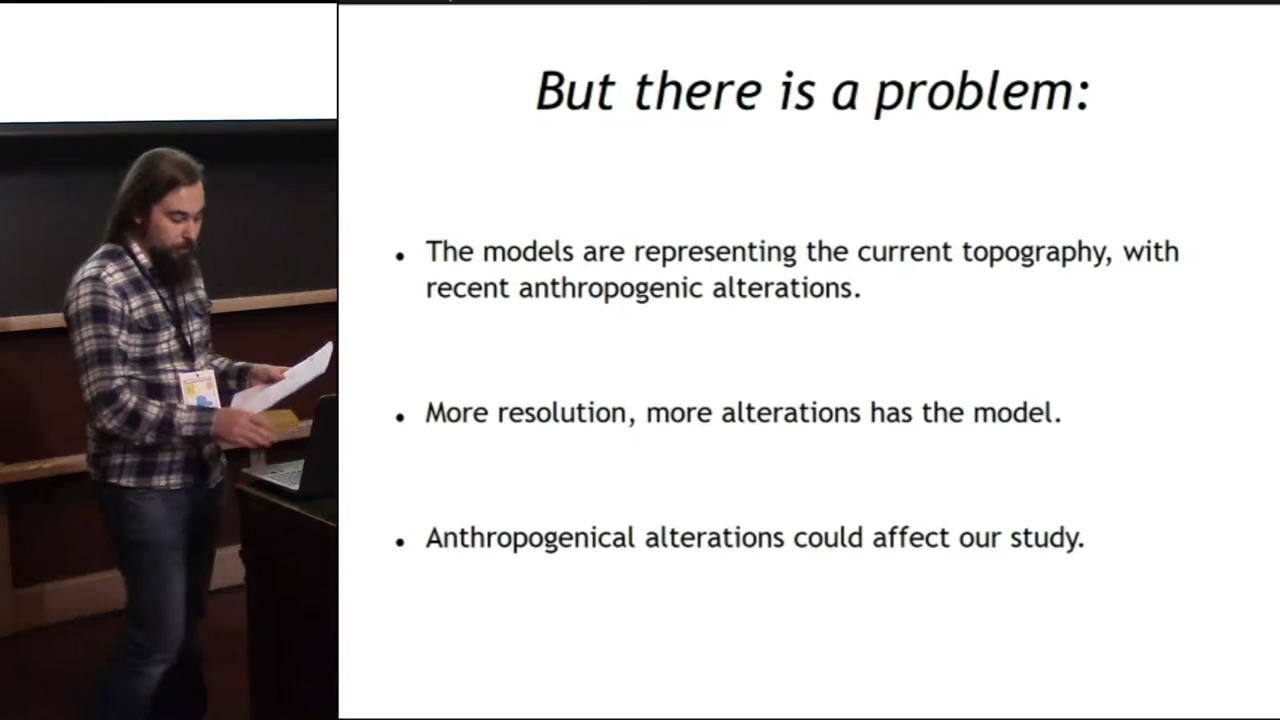 But there is a problem:
• The models are representing the current topography, with
recent anthropogenic alterations.
• More resolution, more alterations has the model.
• Anthropogenical alterations could affect our study.